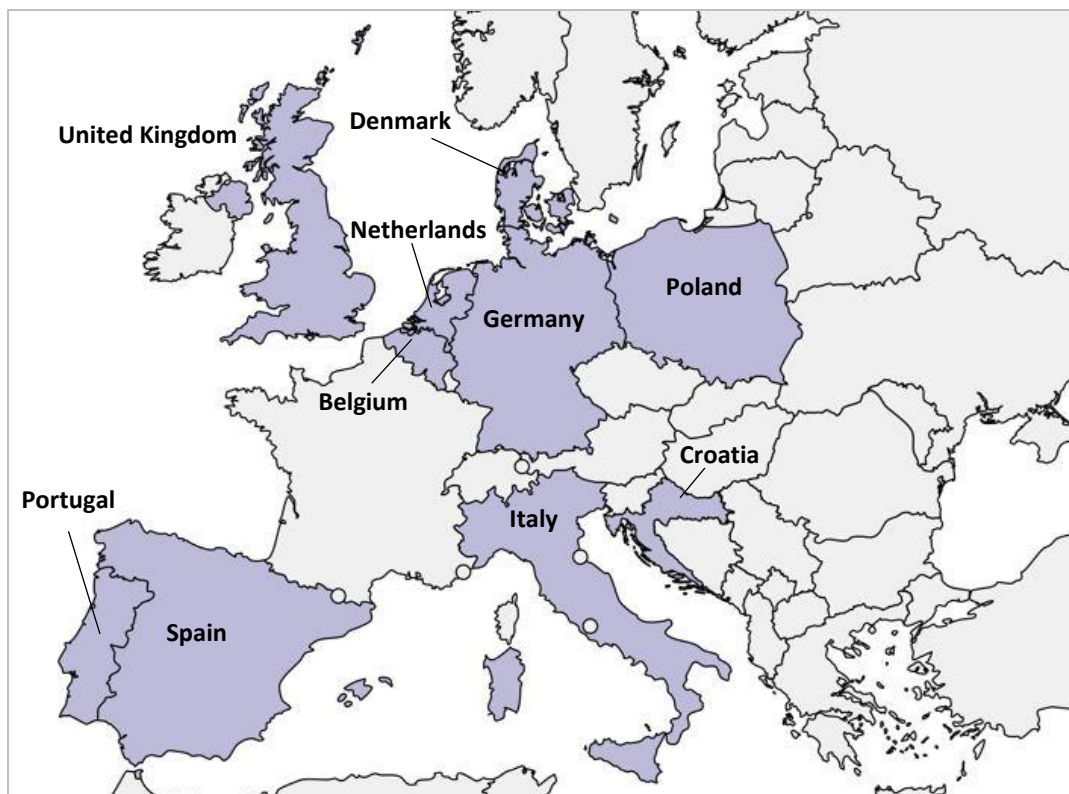 Denmark
United Kingdom
Netherlands
Poland
Germany
Belgium
Croatia
Portugal
Italy
Spain